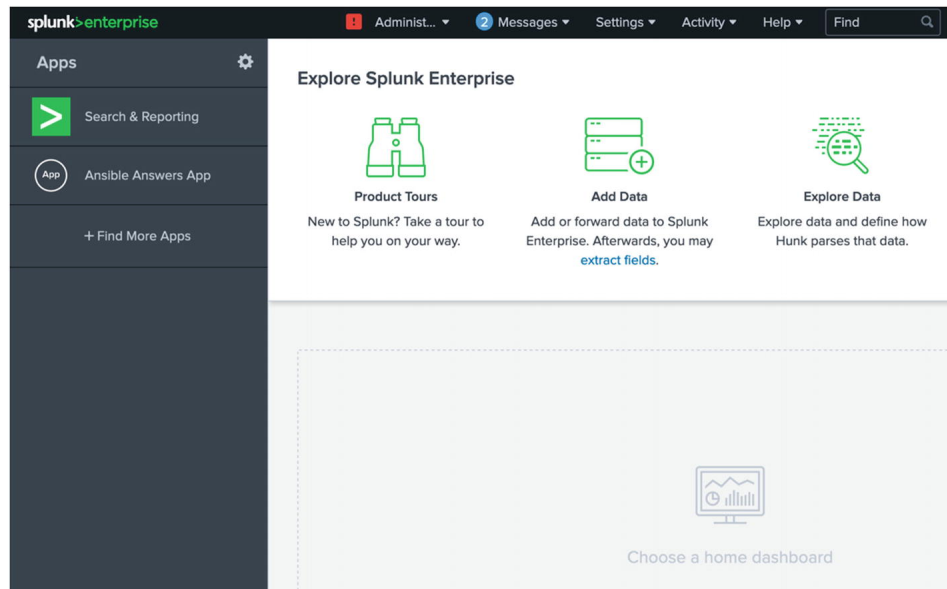 splunk>enterprise
! Administ... 2 Messages Settings Activity Help Find
Apps
Search & Reporting
App Ansible Answers App
+ Find More Apps
Explore Splunk Enterprise
Product Tours
New to Splunk? Take a tour to
help you on your way.
Add Data
Add or forward data to Splunk
Enterprise. Afterwards, you may
extract fields.
Explore Data
Explore data and define how
Hunk parses that data.
Choose a home dashboard